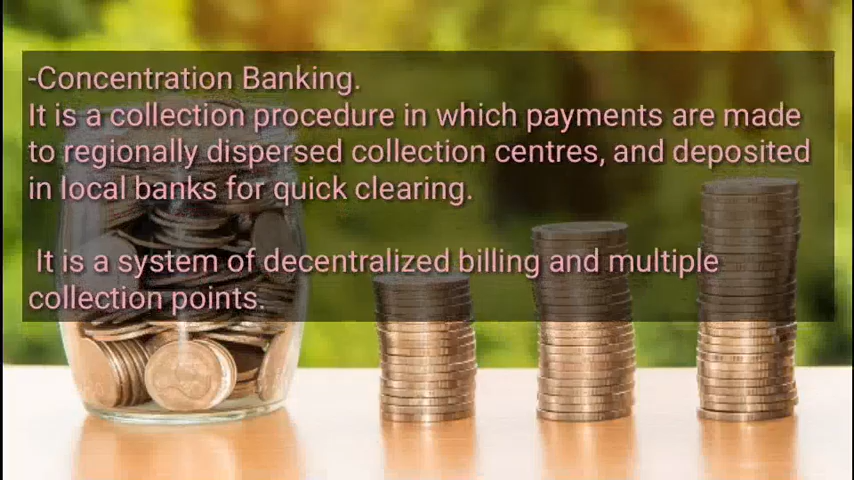 -Concentration Banking.
It is a collection procedure in which payments are made
to regionally dispersed collection centres, and deposited
in local banks for quick clearing.
It is a system of decentralized billing and multiple
collection points.